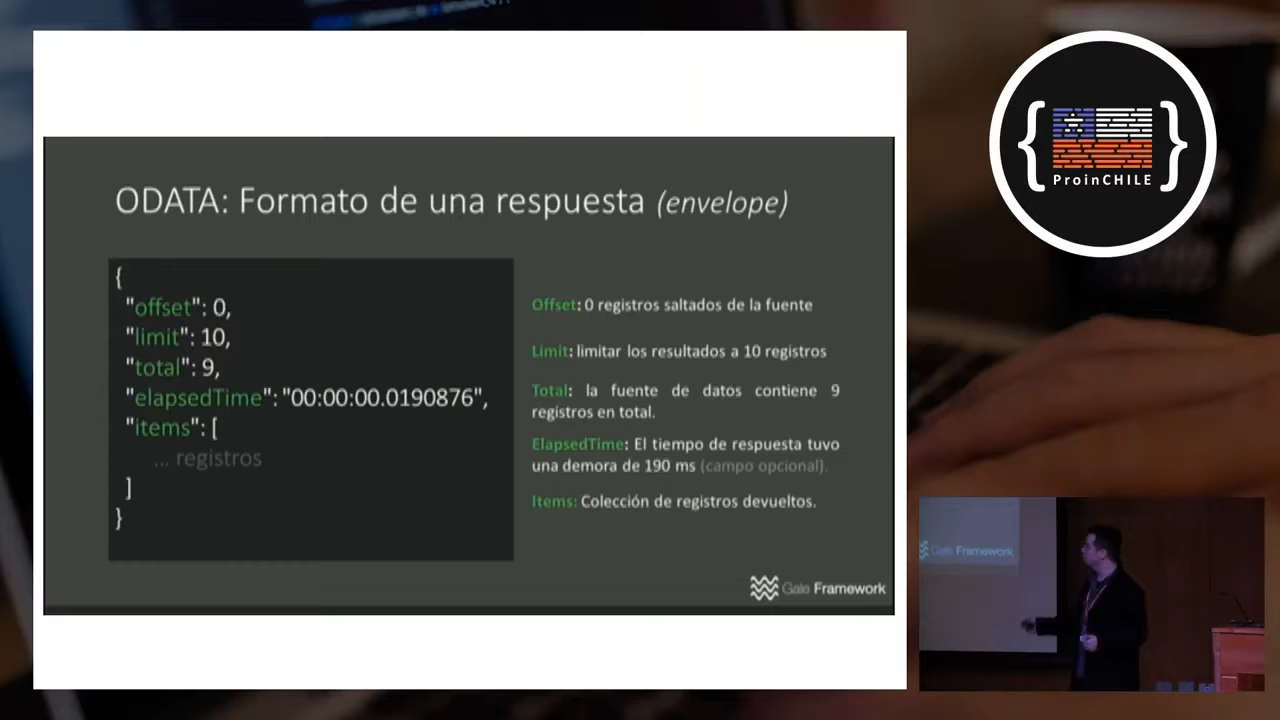 ODATA: Formato de una respuesta (envelope)
{
"offset": 0,
"limit": 10,
"total": 9,
"elapsedTime": "00:00:00.0190876",
"items": [
... registros
]
}
Offset: 0 registros saltados de la fuente
Limit: limitar los resultados a 10 registros
Total: la fuente de datos contiene 9
registros en total.
ElapsedTime: El tiempo de respuesta tuvo
una demora de 190 ms (campo opcional).
Items: Colección de registros devueltos.
Gale Framework
{ }
ProinCHILE
Gale Framework